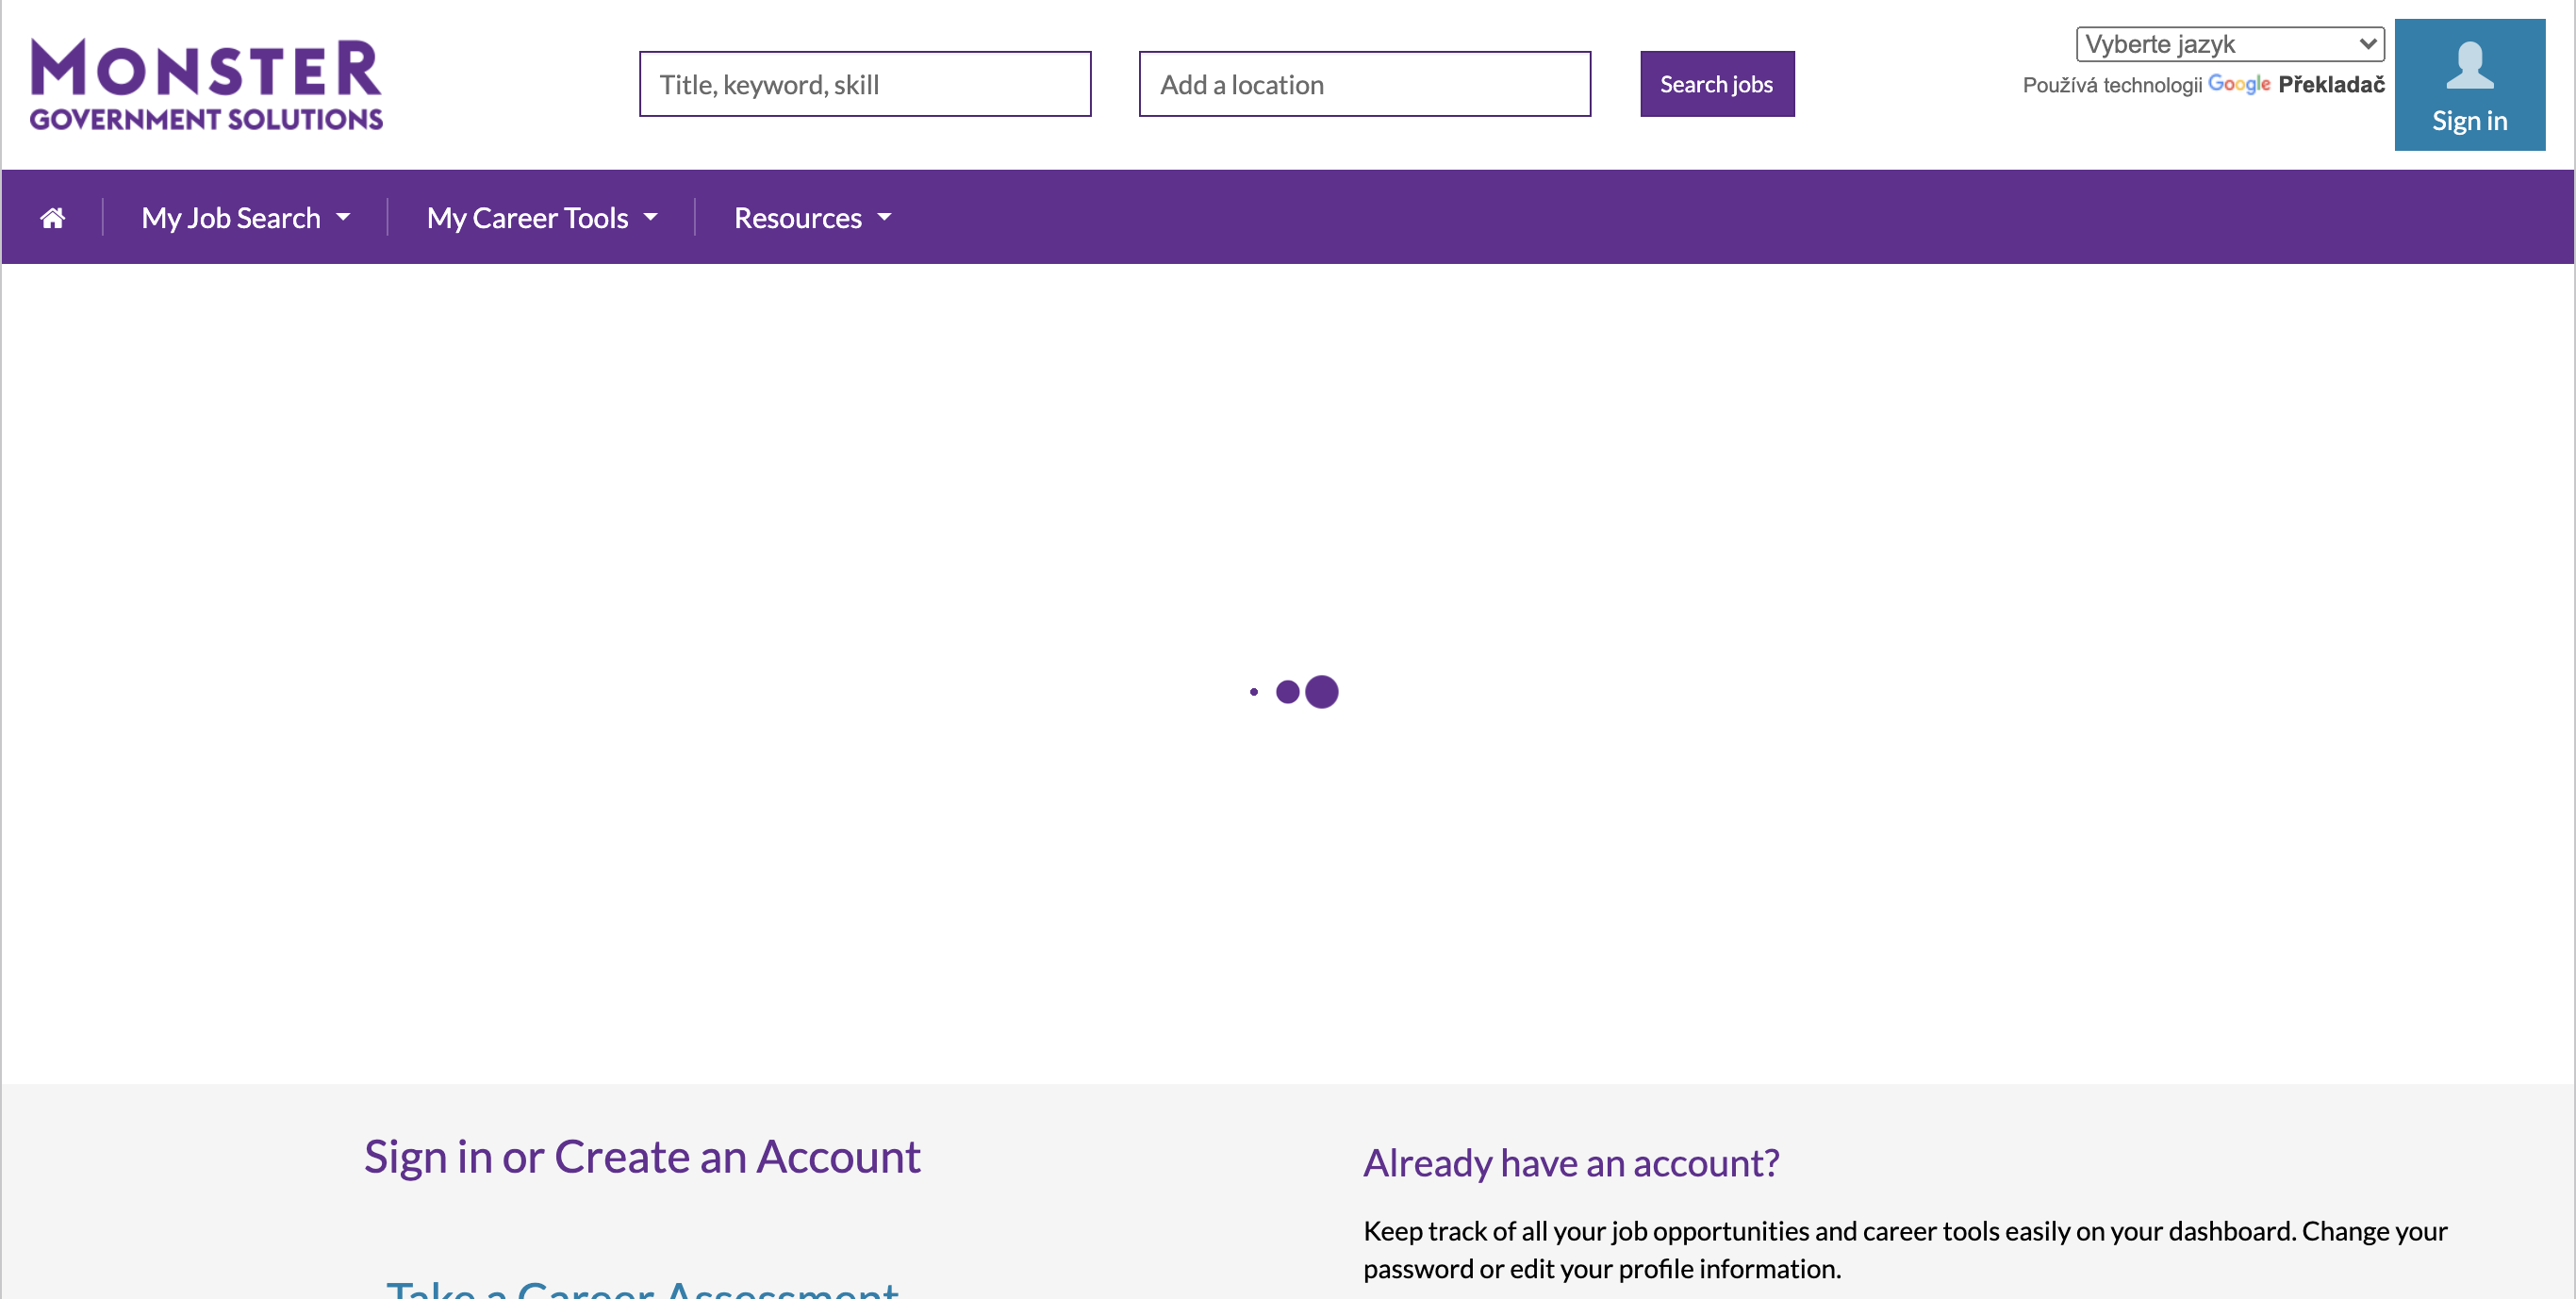 MONSTER
GOVERNMENT SOLUTIONS
Title, keyword, skill
Add a location
Search jobs
Vyberte jazyk
Používá technologii Google Překladač
Sign in
My Job Search
My Career Tools
Resources
Sign in or Create an Account
Take a Career Assessment
Already have an account?
Keep track of all your job opportunities and career tools easily on your dashboard. Change your
password or edit your profile information.